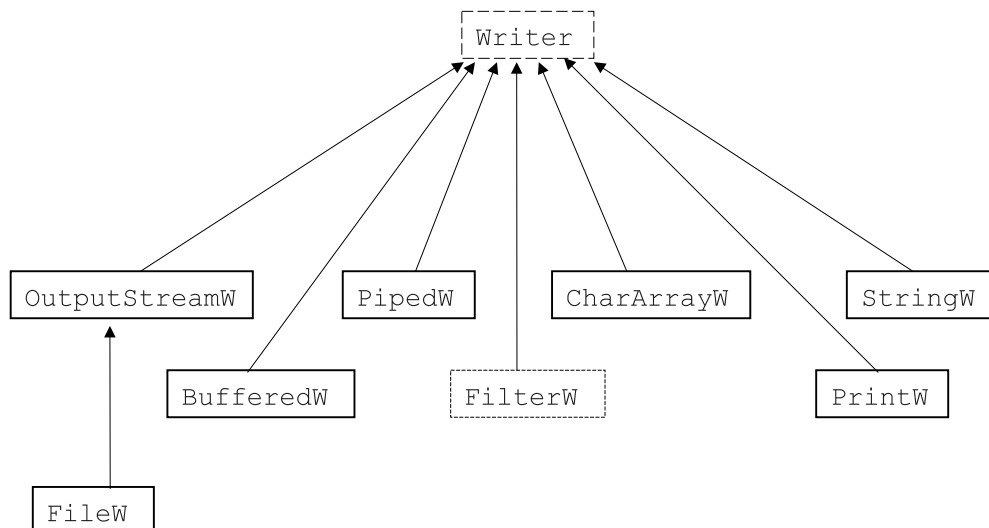 Writer
OutputStreamW
PipedW
CharArrayW
StringW
BufferedW
FilterW
PrintW
FileW